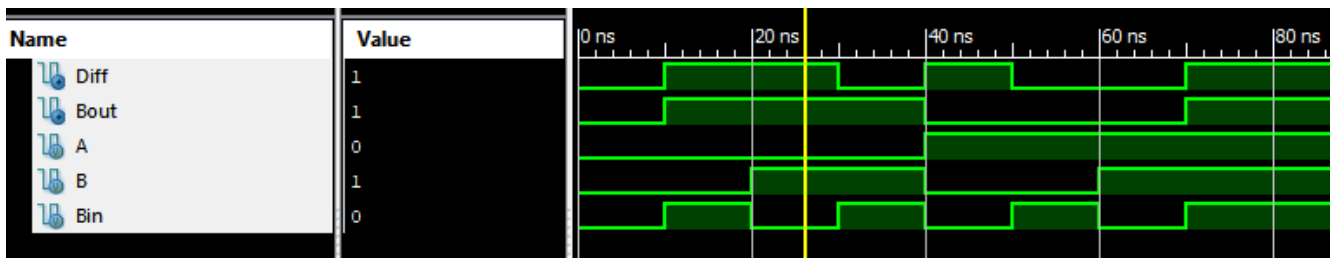 Name Value 0 ns 20 ns 40 ns 60 ns 80 ns
Diff 1
Bout 1
A 0
B 1
Bin 0